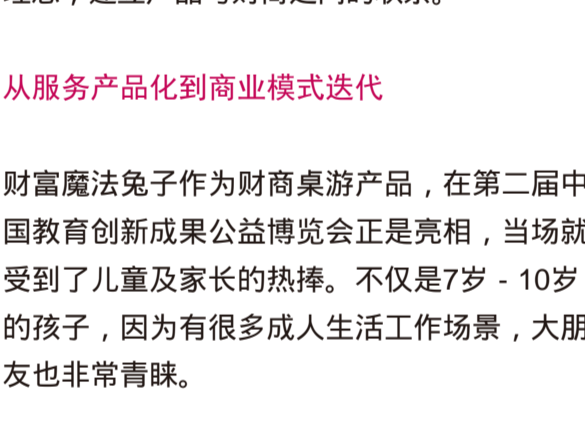 从服务产品化到商业模式迭代
财富魔法兔子作为财商桌游产品，在第二届中
国教育创新成果公益博览会正是亮相，当场就
受到了儿童及家长的热捧。不仅是7岁 - 10岁
的孩子，因为有很多成人生活工作场景，大朋
友也非常青睐。